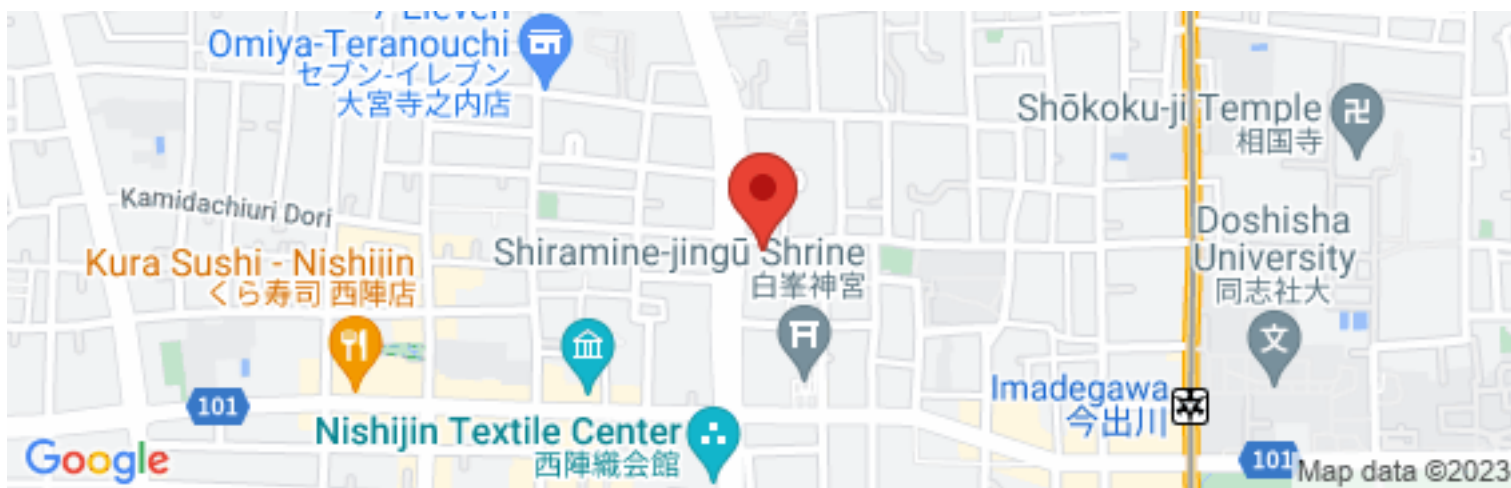 7-Eleven
Omiya-Teranouchi
セブン-イレブン
大宮寺之内店
Shōkoku-ji Temple
相国寺
Kamidachiuri Dori
Doshisha
University
同志社大
Shiramine-jingū Shrine
白峯神宮
Kura Sushi - Nishijin
くら寿司 西陣店
Imadegawa
今出川
101
Nishijin Textile Center
西陣織会館
Google
101
Map data ©2023